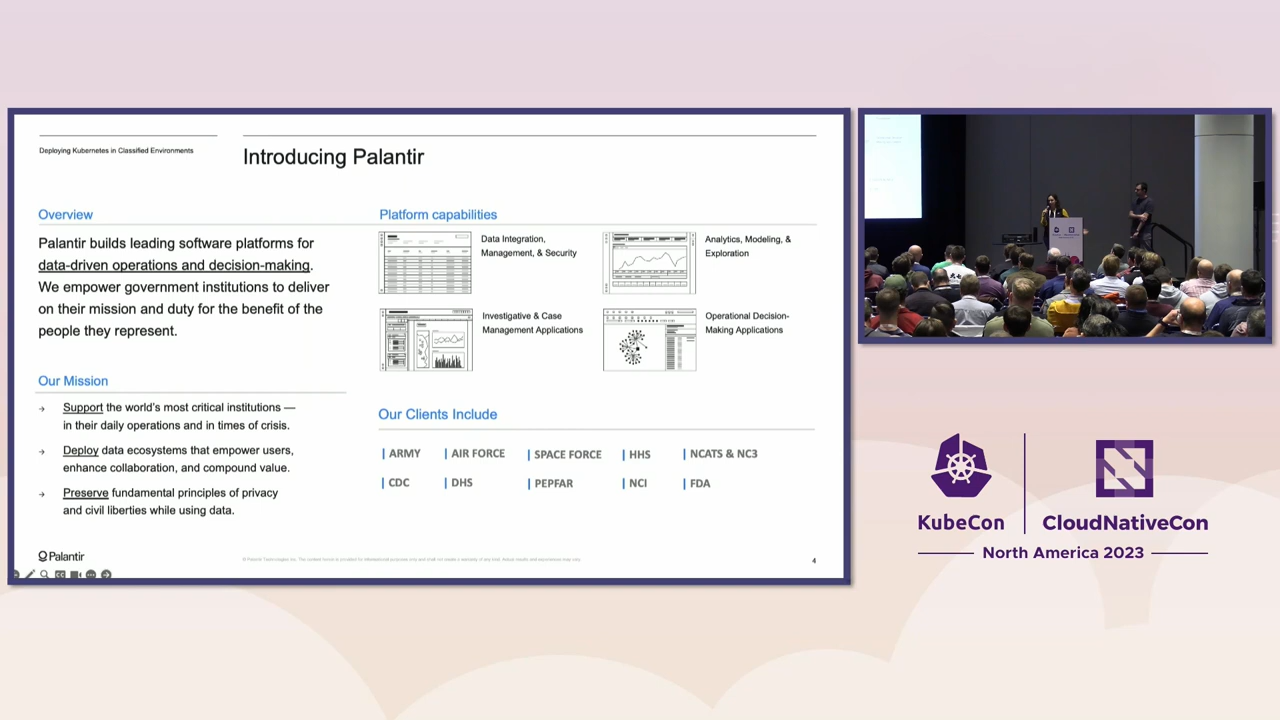 Deploying Kubernetes in Classified Environments
Introducing Palantir
Overview
Palantir builds leading software platforms for
data-driven operations and decision-making.
We empower government institutions to deliver
on their mission and duty for the benefit of the
people they represent.
Our Mission
→ Support the world's most critical institutions —
in their daily operations and in times of crisis.
→ Deploy data ecosystems that empower users,
enhance collaboration, and compound value.
→ Preserve fundamental principles of privacy
and civil liberties while using data.
Platform capabilities
Data Integration,
Management, & Security
Analytics, Modeling, &
Exploration
Investigative & Case
Management Applications
Operational Decision-
Making Applications
Our Clients Include
ARMY
AIR FORCE
SPACE FORCE
HHS
NCATS & NC3
CDC
DHS
PEPFAR
NCI
FDA
Palantir
4
KubeCon
CloudNativeCon
North America 2023